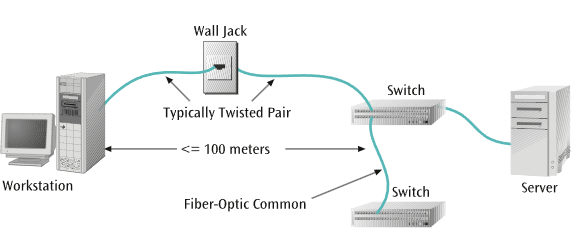 Wall Jack
Typically Twisted Pair
Switch
<= 100 meters
Workstation
Fiber-Optic Common
Switch
Server